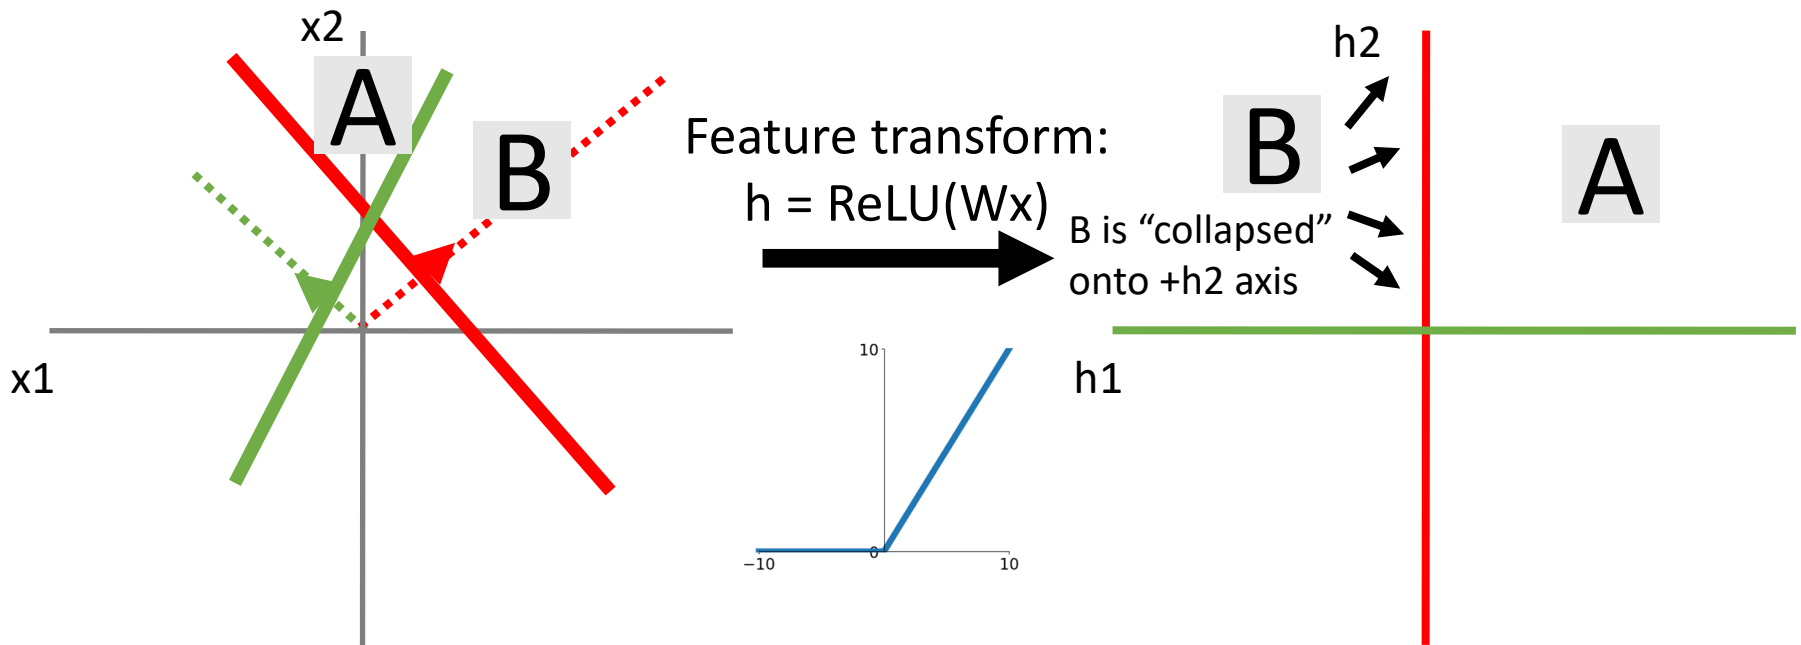 x2
A
B
x1
Feature transform:
h = ReLU(Wx)
10
0
−10
10
h2
B
A
B is “collapsed”
onto +h2 axis
h1